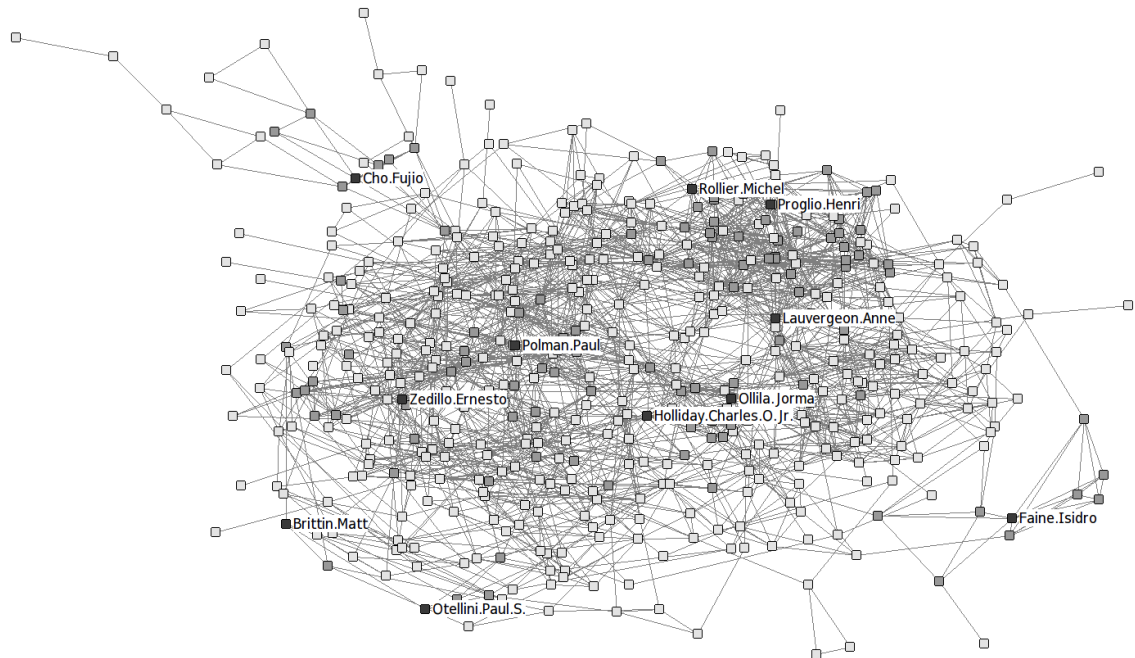 Cho.Fujio
Rollier.Michel
Proglio.Henri
Lauvergeon.Anne
Polman.Paul
Zedillo.Ernesto
Ollila.Jorma
Holliday.Charles.O.Jr.
Faine.Isidro
Brittin.Matt
Otellini.Paul.S.